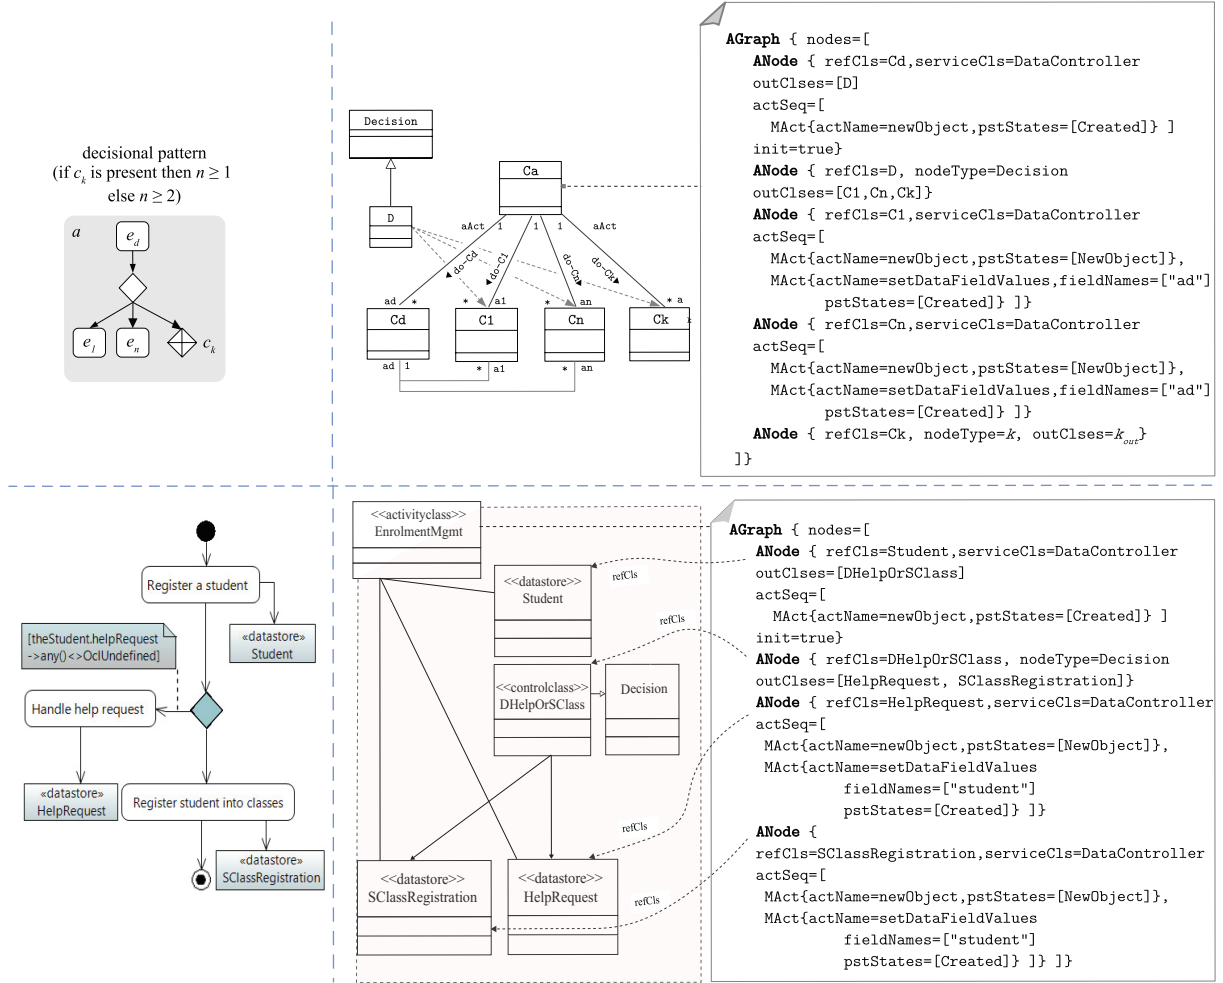 decisional pattern
(if ck is present then n ≥ 1
else n ≥ 2)
a
ed
e1
en
ck
Decision
D
Ca
aAct
1
1
1
aAct
do-Cd
do-C1
do-Cn
do-Ck
ad
*
*
a1
*
an
* a
k
Cd
C1
Cn
Ck
ad
1
*
a1
*
an
AGraph { nodes=[
ANode { refCls=Cd,serviceCls=DataController
outClses=[D]
actSeq=[
MAct{actName=newObject,pstStates=[Created]} ]
init=true}
ANode { refCls=D, nodeType=Decision
outClses=[C1,Cn,Ck]}
ANode { refCls=C1,serviceCls=DataController
actSeq=[
MAct{actName=newObject,pstStates=[NewObject]},
MAct{actName=setDataFieldValues,fieldNames=["ad"]
pstStates=[Created]} ]}
ANode { refCls=Cn,serviceCls=DataController
actSeq=[
MAct{actName=newObject,pstStates=[NewObject]},
MAct{actName=setDataFieldValues,fieldNames=["ad"]
pstStates=[Created]} ]}
ANode { refCls=Ck, nodeType=k, outClses=kout}
]}
Register a student
[theStudent.helpRequest
->any()<>OclUndefined]
«datastore»
Student
Handle help request
«datastore»
HelpRequest
Register student into classes
«datastore»
SClassRegistration
<<activityclass>>
EnrolmentMgmt
<<datastore>>
Student
<<controlclass>>
DHelpOrSClass
Decision
<<datastore>>
SClassRegistration
<<datastore>>
HelpRequest
refCls
refCls
refCls
refCls
AGraph { nodes=[
ANode { refCls=Student,serviceCls=DataController
outClses=[DHelpOrSClass]
actSeq=[
MAct{actName=newObject,pstStates=[Created]} ]
init=true}
ANode { refCls=DHelpOrSClass, nodeType=Decision
outClses=[HelpRequest, SClassRegistration]}
ANode { refCls=HelpRequest,serviceCls=DataController
actSeq=[
MAct{actName=newObject,pstStates=[NewObject]},
MAct{actName=setDataFieldValues
fieldNames=["student"]
pstStates=[Created]} ]}
ANode {
refCls=SClassRegistration,serviceCls=DataController
actSeq=[
MAct{actName=newObject,pstStates=[NewObject]},
MAct{actName=setDataFieldValues
fieldNames=["student"]
pstStates=[Created]} ]} ]}